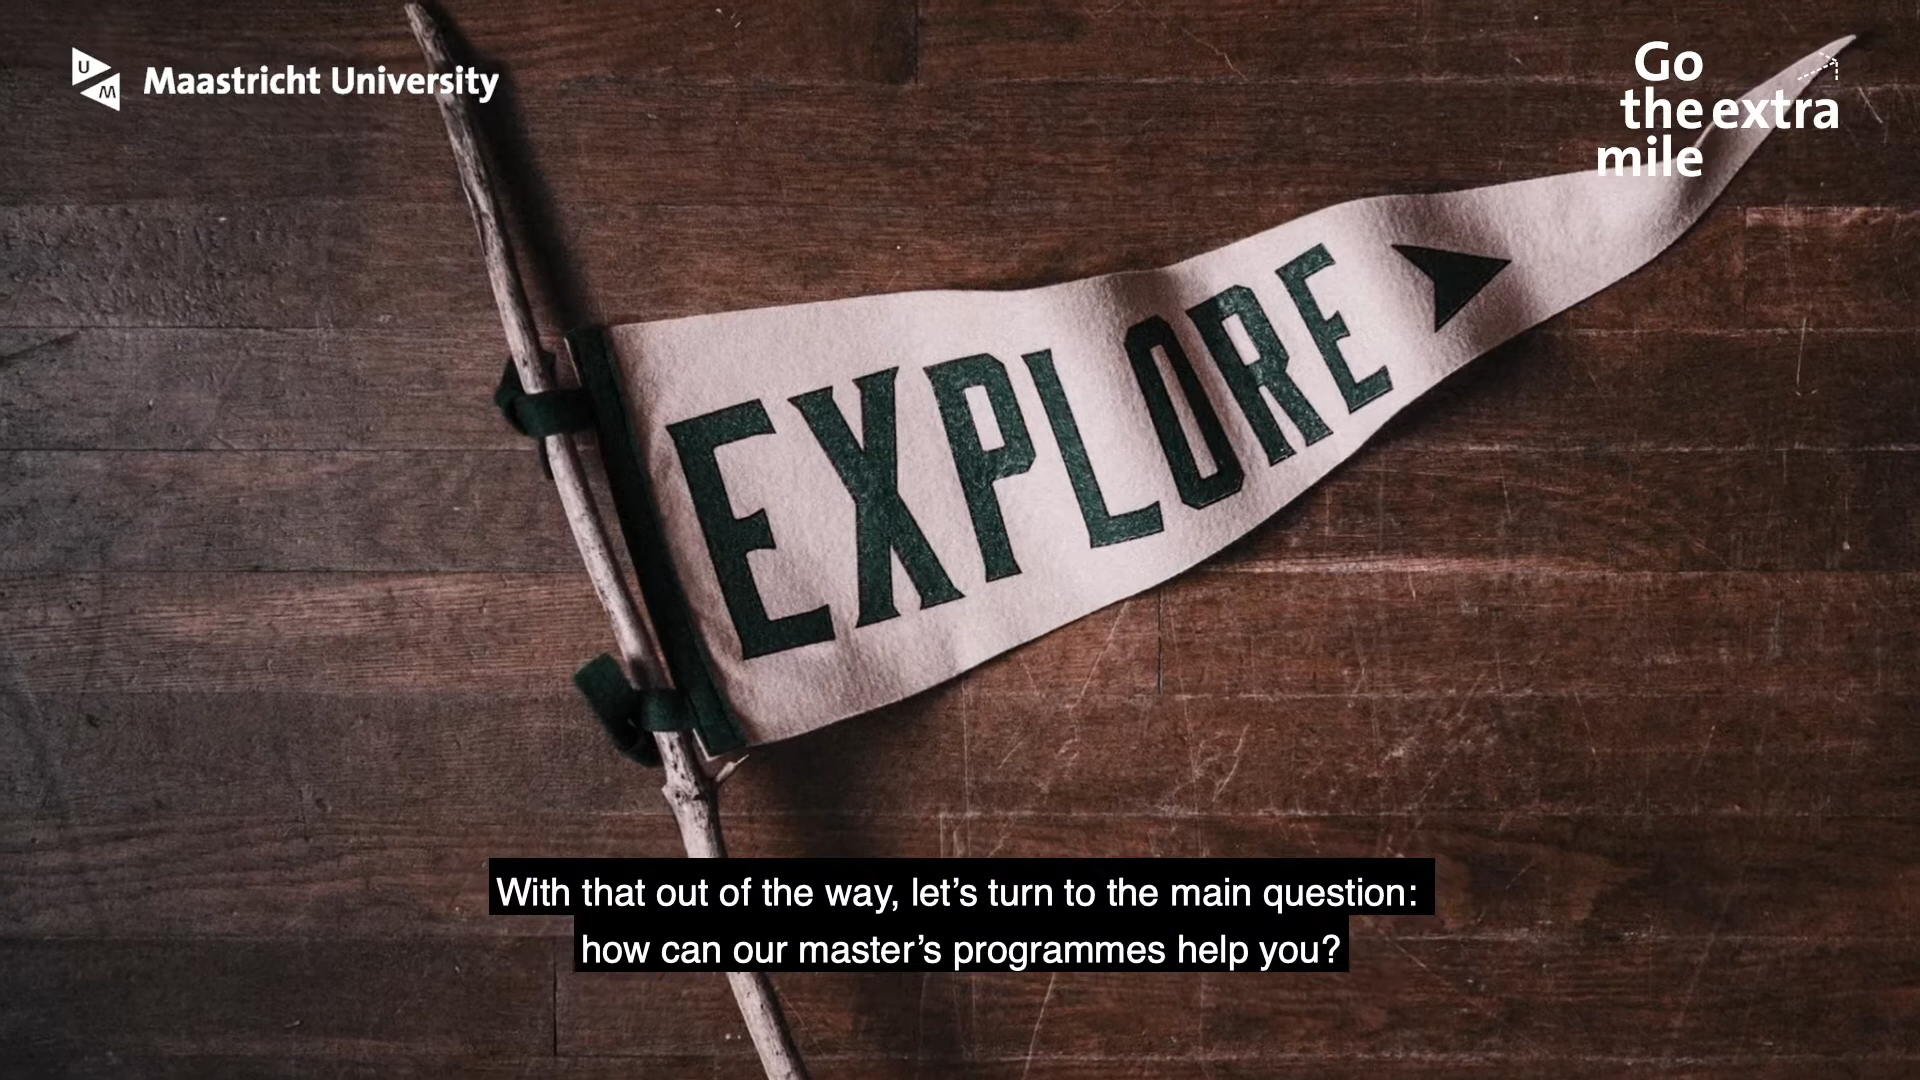 UM
Maastricht University
Go
the extra
mile
EXPLORE
With that out of the way, let's turn to the main question:
how can our master's programmes help you?